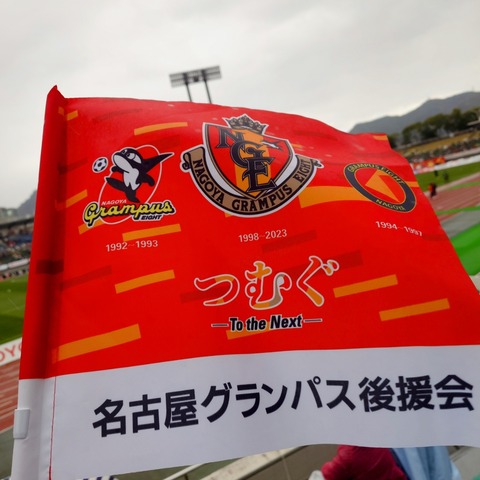 NAGOYA
Grampus
EIGHT
1992-1993
NGE
NAGOYA GRAMPUS EIGHT
1998-2023
GRAMPUS EIGHT
NAGOYA
1994-1997
つむぐ
To the Next
名古屋グランパス後援会